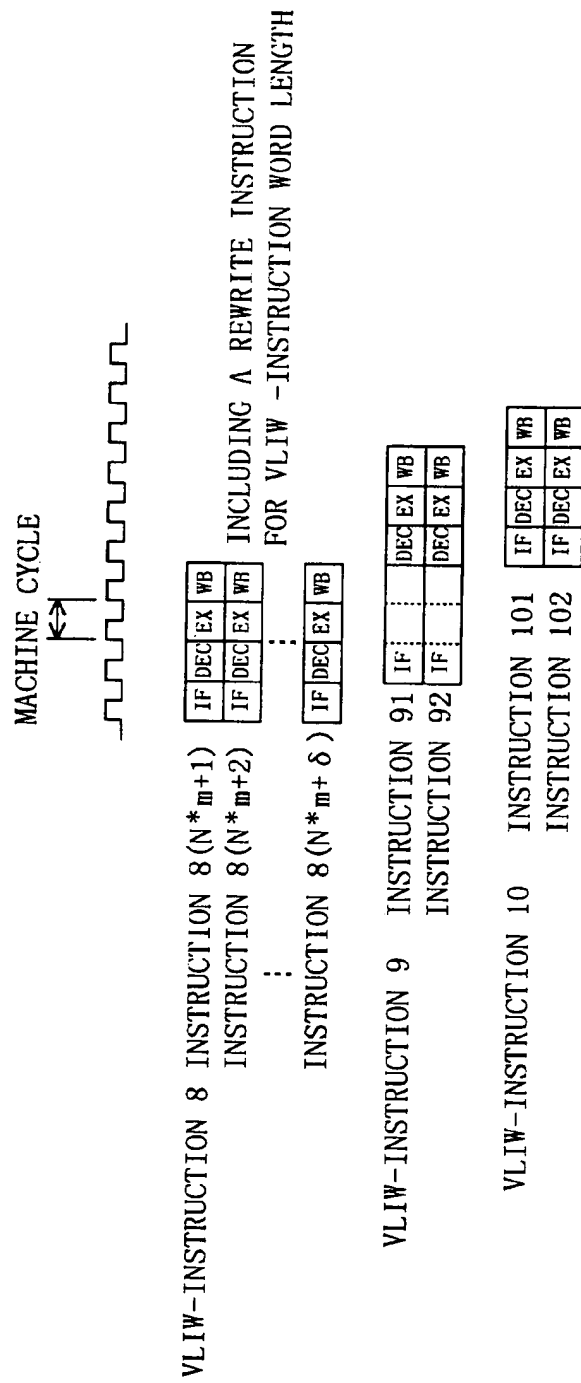 MACHINE CYCLE
VLIW-INSTRUCTION 8 INSTRUCTION 8(N*m+1) IF DEC EX WB
INSTRUCTION 8(N*m+2) IF DEC EX WB
INCLUDING A REWRITE INSTRUCTION
FOR VLIW -INSTRUCTION WORD LENGTH
INSTRUCTION 8(N*m+δ) IF DEC EX WB
VLIW-INSTRUCTION 9 INSTRUCTION 91 IF DEC EX WB
INSTRUCTION 92 IF DEC EX WB
VLIW-INSTRUCTION 10 INSTRUCTION 101 IF DEC EX WB
INSTRUCTION 102 IF DEC EX WB